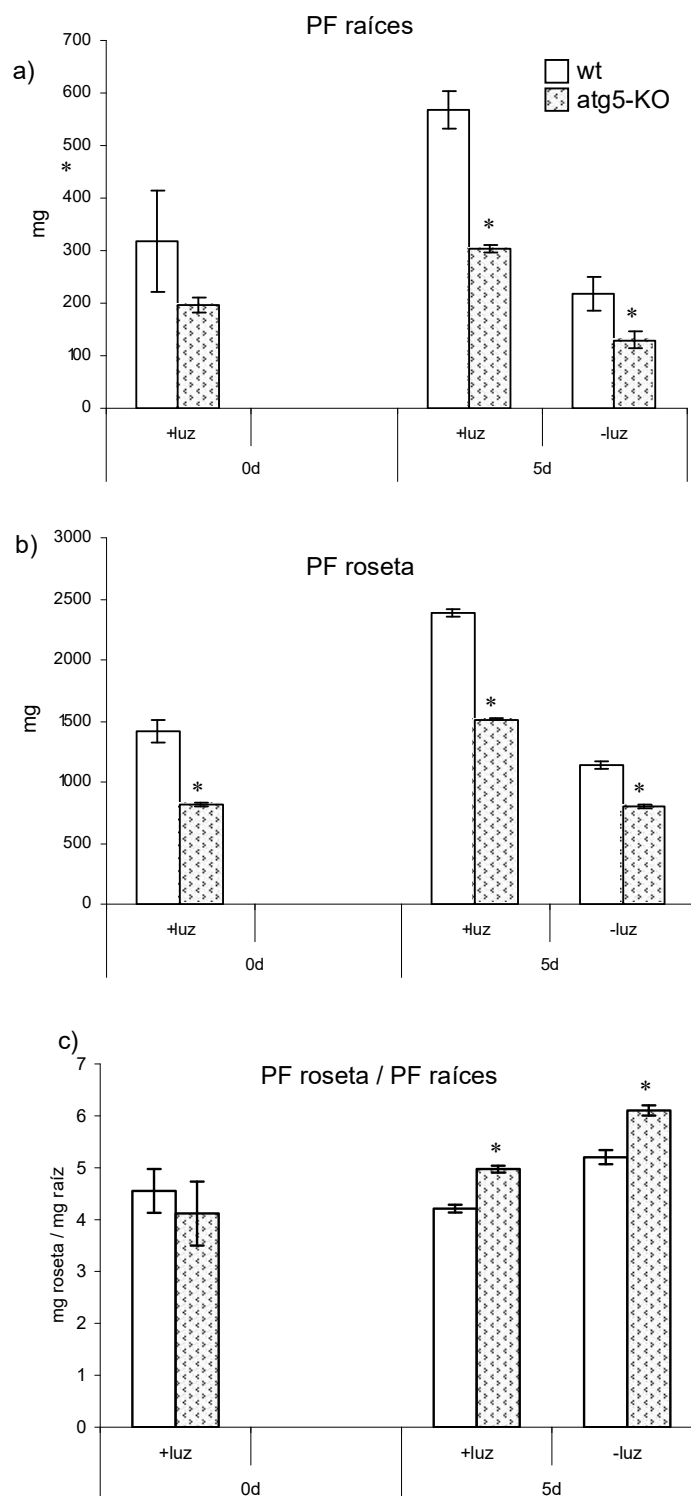 PF raíces
a)
wt
atg5-KO
700
600
500
400
300
200
100
0
mg
*
*
*
+luz
+luz
-luz
0d
5d
b)
PF roseta
3000
2500
2000
1500
1000
500
0
mg
*
*
*
+luz
+luz
-luz
0d
5d
c)
PF roseta / PF raíces
7
6
5
4
4
2
1
0
mg roseta / mg raíz
*
*
+luz
+luz
-luz
0d
5d